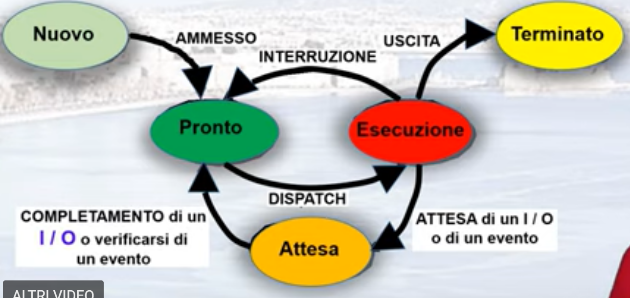 Nuovo
AMMESSO
INTERRUZIONE
USCITA
Terminato
Pronto
Esecuzione
DISPATCH
COMPLETAMENTO di un
I / O o verificarsi di
un evento
Attesa
ATTESA di un I / O
o di un evento
ALTRI VIDEO